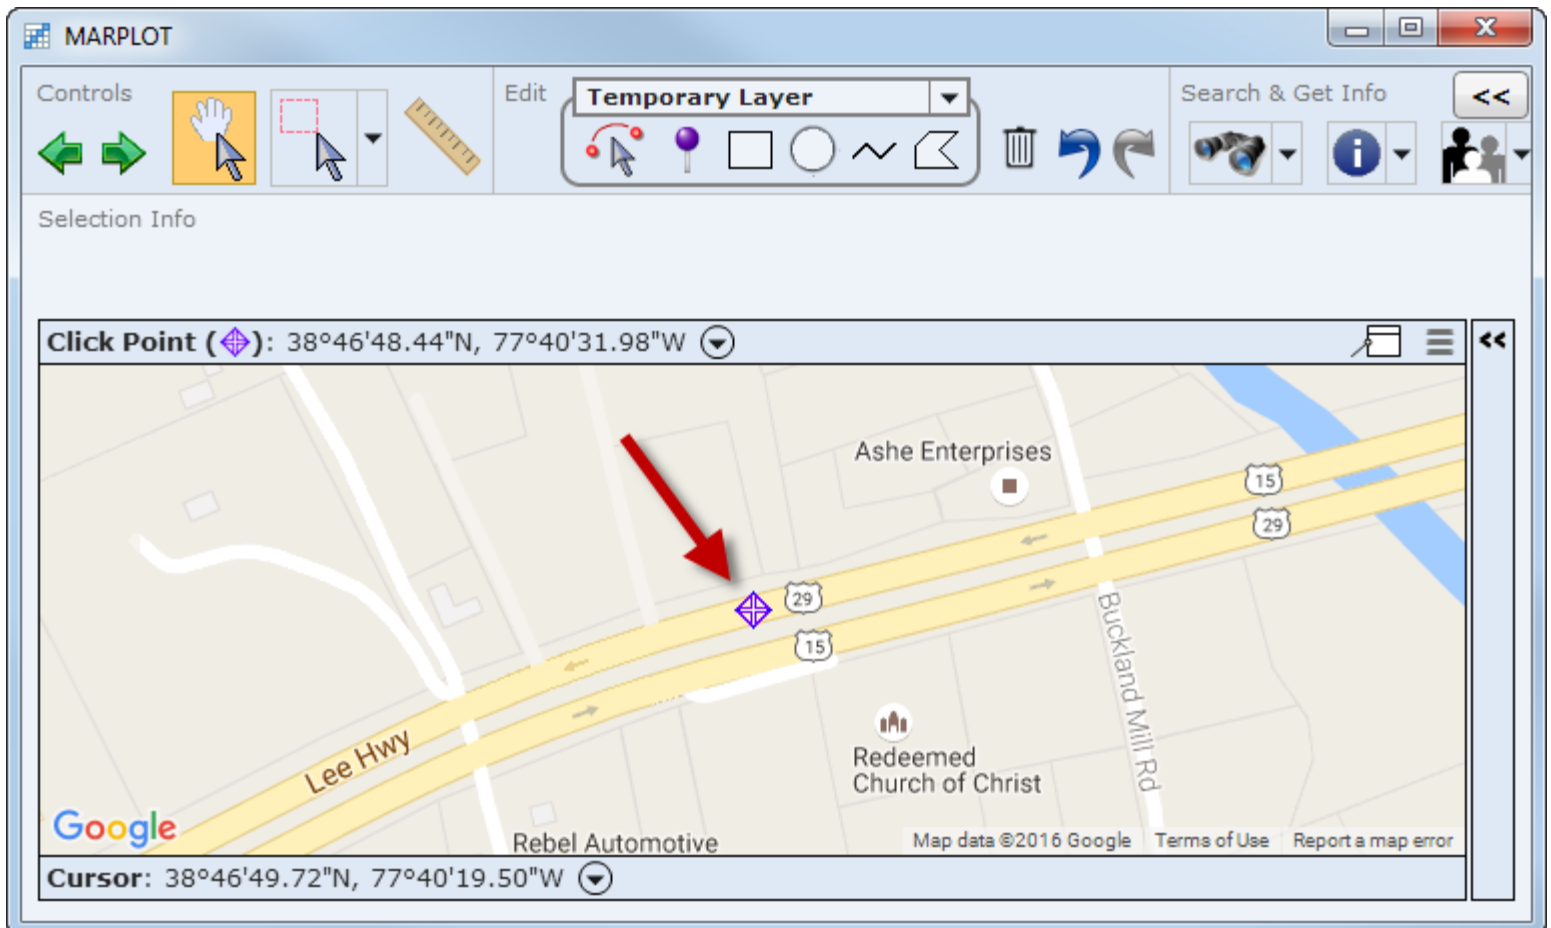 MARPLOT
Controls
Edit
Temporary Layer
Search & Get Info
<<
Selection Info
Click Point ( ): 38°46'48.44"N, 77°40'31.98"W
<<
Ashe Enterprises
15
29
29
15
Buckland Mill Rd
Lee Hwy
Redeemed
Church of Christ
Google
Rebel Automotive
Map data ©2016 Google Terms of Use Report a map error
Cursor: 38°46'49.72"N, 77°40'19.50"W